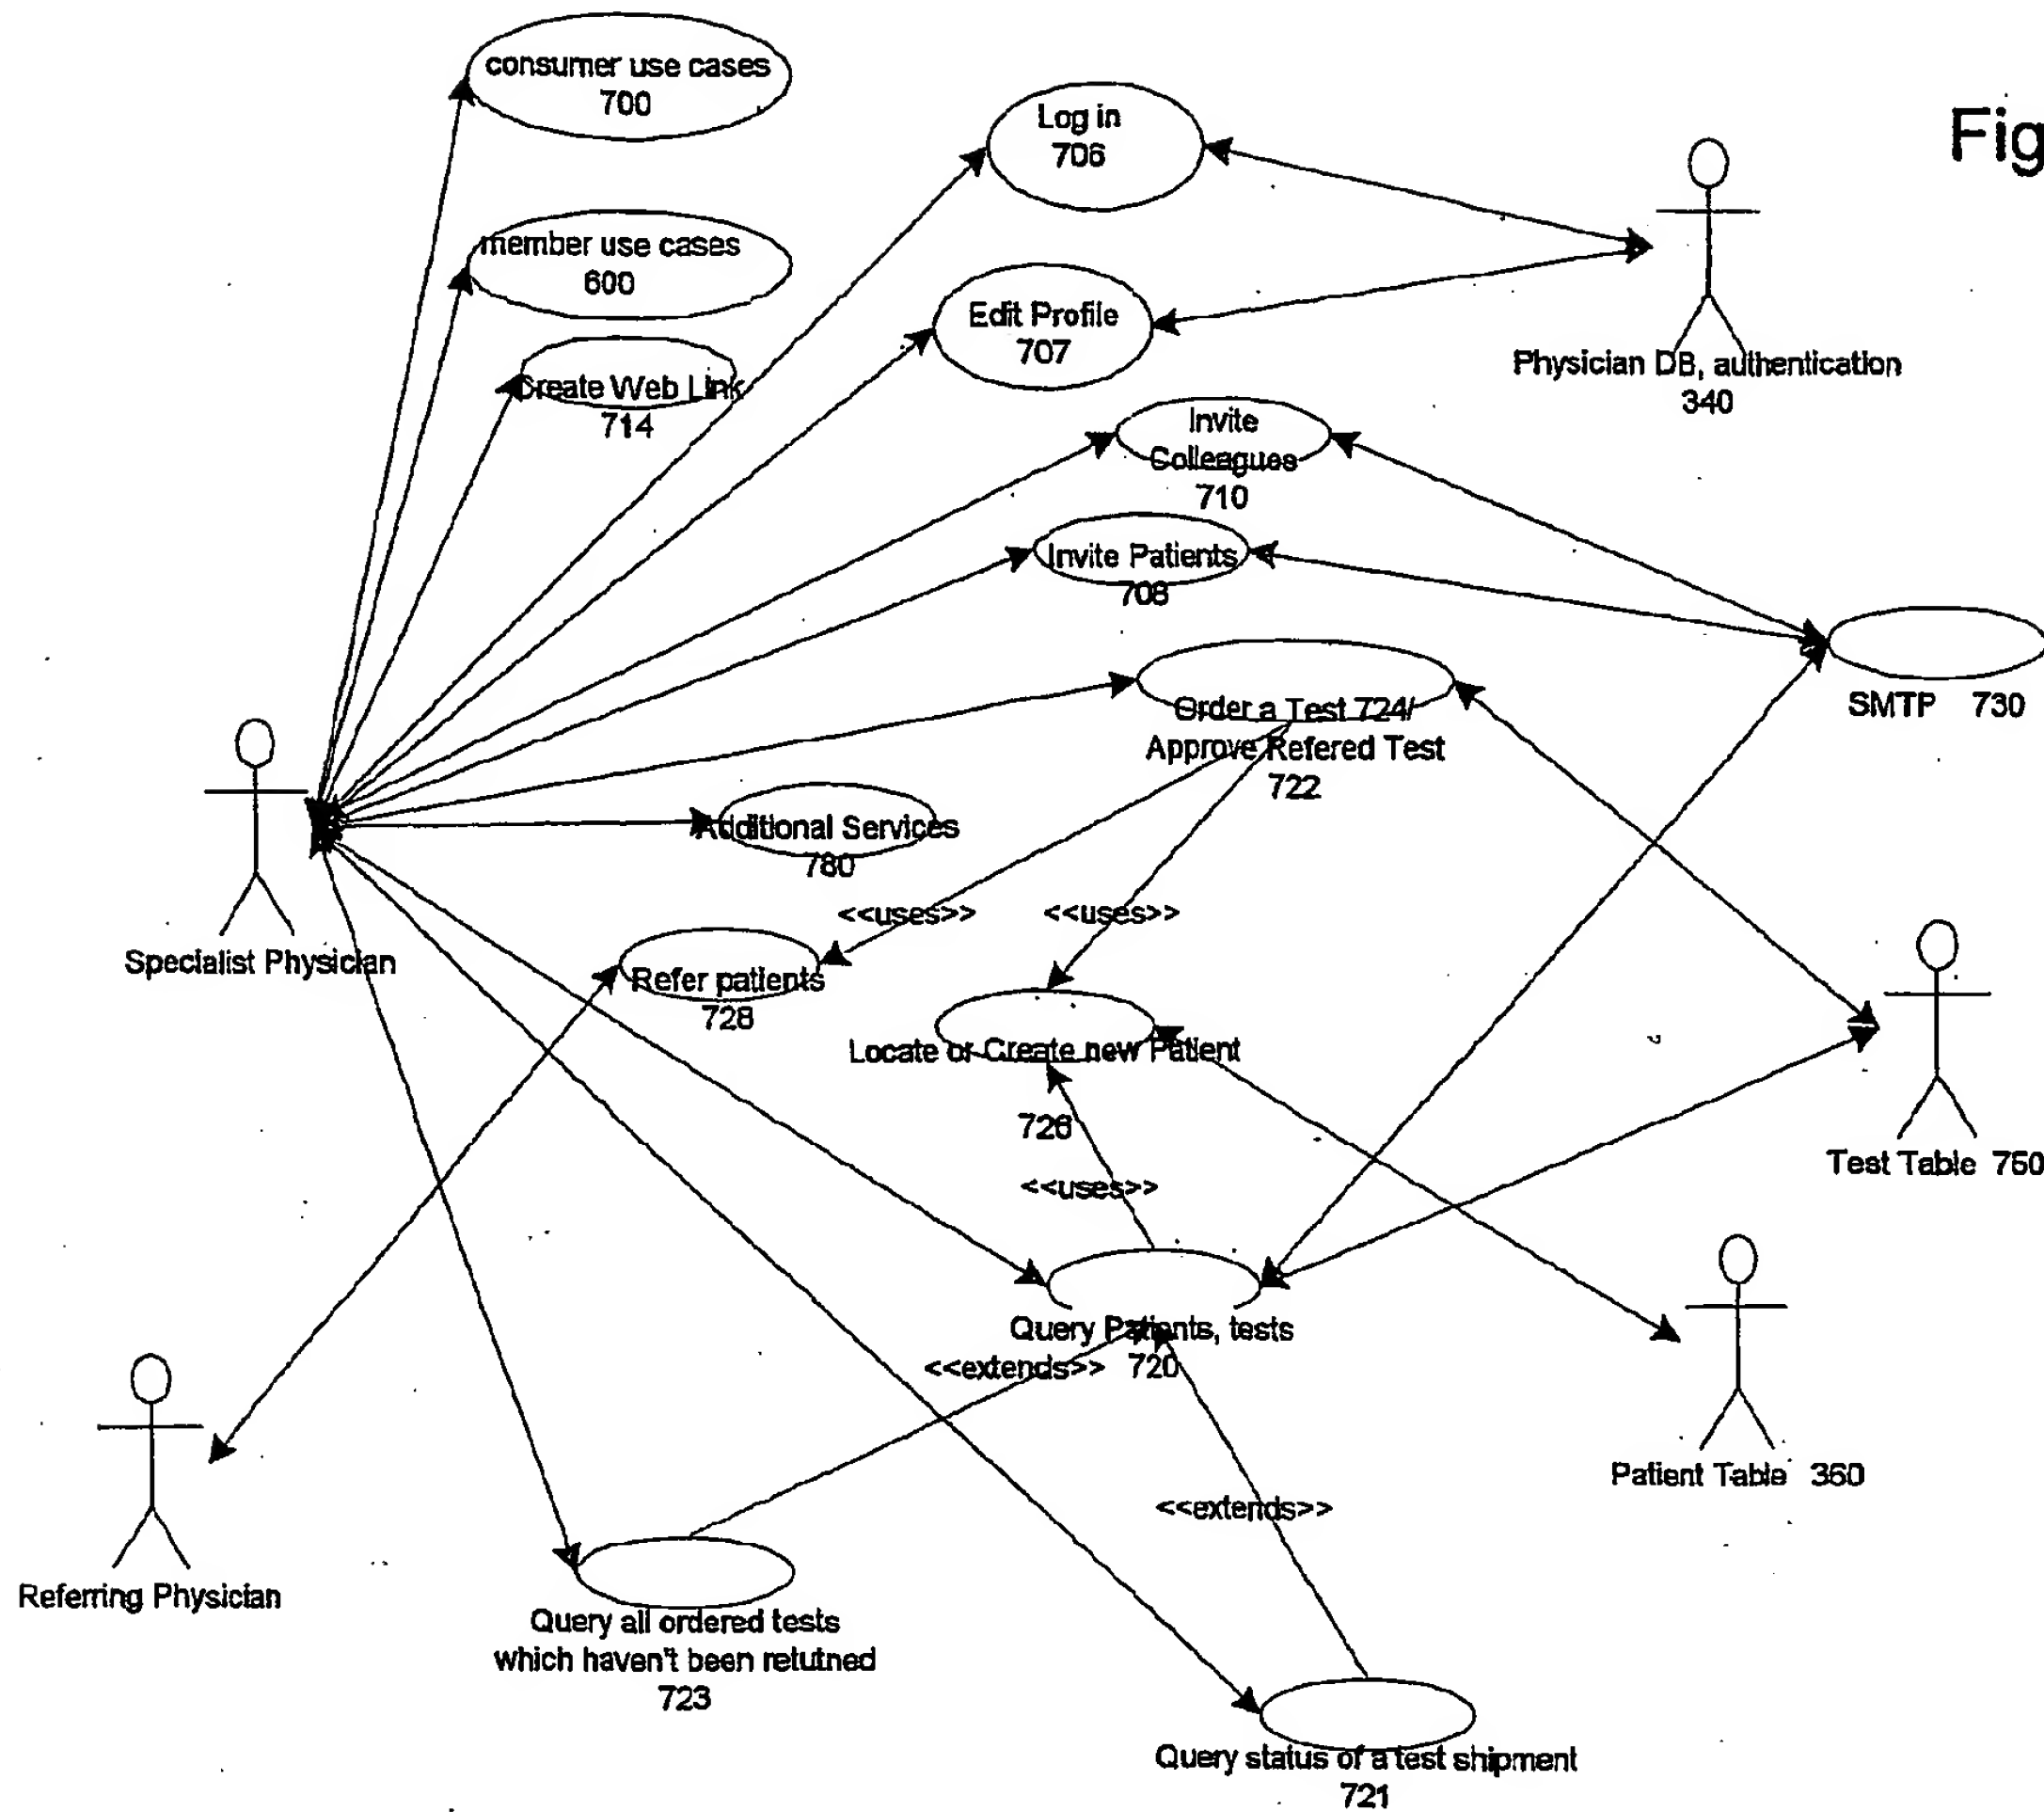 consumer use cases
700
Log in
706
Fig
member use cases
600
Edit Profile
707
Physician DB, authentication
340
Create Web Link
714
Invite
Colleagues
710
Invite Patients
708
SMTP 730
Order a Test 724/
Approve Refered Test
722
Additional Services
780
<<uses>>
<<uses>>
Specialist Physician
Refer patients
728
Locate or Create new Patient
726
<<uses>>
Test Table 750
Query Patients, tests
720
<<extends>>
Patient Table 360
<<extends>>
Referring Physician
Query all ordered tests
which haven't been retutned
723
Query status of a test shipment
721